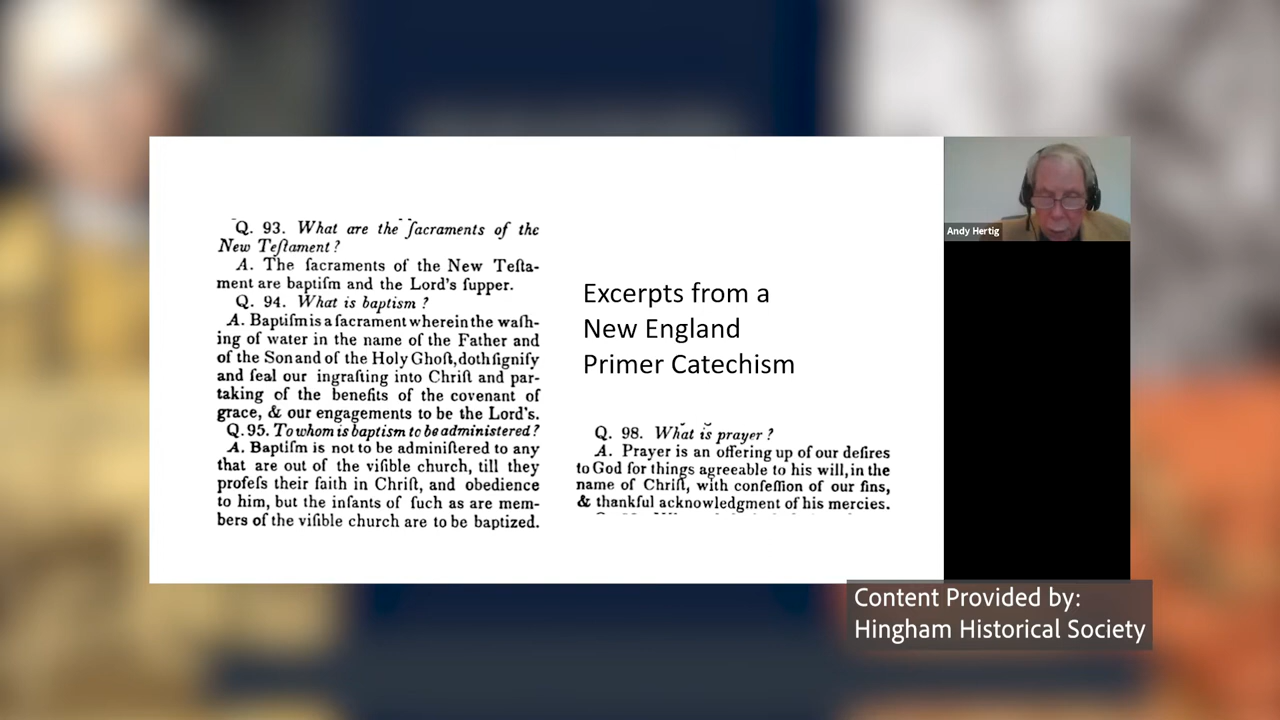 Q. 93. What are the ſacraments of the
New Teſtament?
A. The ſacraments of the New Teſta-
ment are baptiſm and the Lord's ſupper.
Q. 94. What is baptiſm?
A. Baptiſm is a ſacrament wherein the waſh-
ing of water in the name of the Father and
of the Son and of the Holy Ghoſt, doth ſignify
and ſeal our ingraſting into Chriſt and par-
taking of the benefits of the covenant of
grace, & our engagements to be the Lord's.
Q. 95. To whom is baptiſm to be adminiſtered?
A. Baptiſm is not to be adminiſtered to any
that are out of the viſible church, till they
profeſs their faith in Chriſt, and obedience
to him, but the infants of ſuch as are mem-
bers of the viſible church are to be baptized.
Excerpts from a
New England
Primer Catechism
Q. 98. What is prayer?
A. Prayer is an offering up of our deſires
to God for things agreeable to his will, in the
name of Chriſt, with confeſſion of our ſins,
& thankful acknowledgment of his mercies.
Andy Hertig
Content Provided by:
Hingham Historical Society